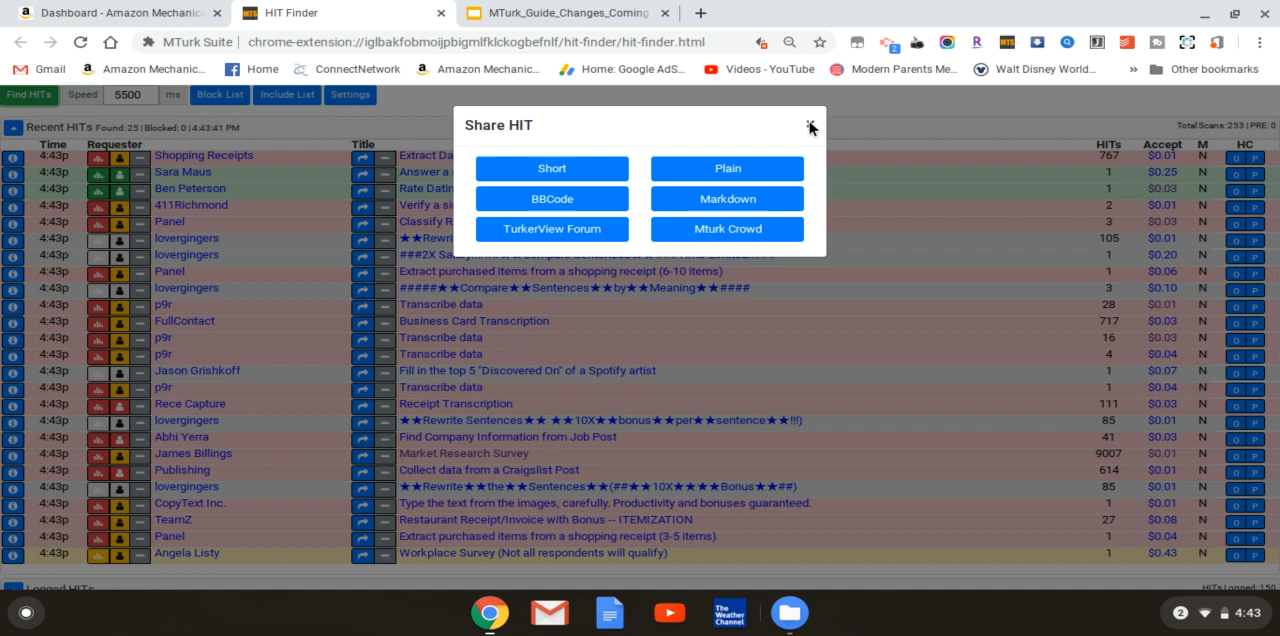 Dashboard - Amazon Mechanic
HIT Finder
MTurk_Guide_Changes_Coming
MTurk Suite
chrome-extension://iglbakfobmoijpbigmlfklckogbefnlf/hit-finder/hit-finder.html
Gmail
Amazon Mechanic...
Home
ConnectNetwork
Amazon Mechanic...
Home: Google AdS...
Videos - YouTube
Modern Parents Me...
Walt Disney World...
Other bookmarks
Find HITs Speed 5500 ms Block List Include List Settings
Share HIT
Short Plain
BBCode Markdown
TurkerView Forum Mturk Crowd
Recent HITs Found: 25 | Blocked: 0 | 4:43:41 PM Total Scans: 253 | PRE: 0
Time Requester Title HITs Accept M HC
4:43p Shopping Receipts Extract Da 767 $0.01 N O P
4:43p Sara Maus Answer a 1 $0.25 N O P
4:43p Ben Peterson Rate Datin 1 $0.03 N O P
4:43p 411Richmond Verify a si 2 $0.01 N O P
4:43p Panel Classify R 3 $0.03 N O P
4:43p lovergingers ★★Rewri 105 $0.01 N O P
4:43p lovergingers ###2X 1 $0.20 N O P
4:43p Panel Extract purchased items from a shopping receipt (6-10 items) 1 $0.06 N O P
4:43p lovergingers #####★★Compare★★Sentences★★by★★Meaning★★#### 3 $0.10 N O P
4:43p p9r Transcribe data 28 $0.01 N O P
4:43p FullContact Business Card Transcription 717 $0.03 N O P
4:43p p9r Transcribe data 16 $0.03 N O P
4:43p p9r Transcribe data 4 $0.04 N O P
4:43p Jason Grishkoff Fill in the top 5 "Discovered On" of a Spotify artist 1 $0.07 N O P
4:43p p9r Transcribe data 1 $0.04 N O P
4:43p Rece Capture Receipt Transcription 111 $0.03 N O P
4:43p lovergingers ★★Rewrite Sentences★★ ★★10X★★bonus★★per★★sentence★★!!!) 85 $0.01 N O P
4:43p Abhi Yerra Find Company Information from Job Post 41 $0.03 N O P
4:43p James Billings Market Research Survey 9007 $0.01 N O P
4:43p Publishing Collect data from a Craigslist Post 614 $0.01 N O P
4:43p lovergingers ★★Rewrite★★the★★Sentences★★(##★★10X★★★★Bonus★★##) 85 $0.01 N O P
4:43p CopyText Inc. Type the text from the images, carefully. Productivity and bonuses guaranteed. 1 $0.01 N O P
4:43p TeamZ Restaurant Receipt/Invoice with Bonus -- ITEMIZATION 27 $0.08 N O P
4:43p Panel Extract purchased items from a shopping receipt (3-5 items) 1 $0.04 N O P
4:43p Angela Listy Workplace Survey (Not all respondents will qualify) 1 $0.43 N O P
Logged HITs HITs Logged: 150
The Weather Channel
2 4:43